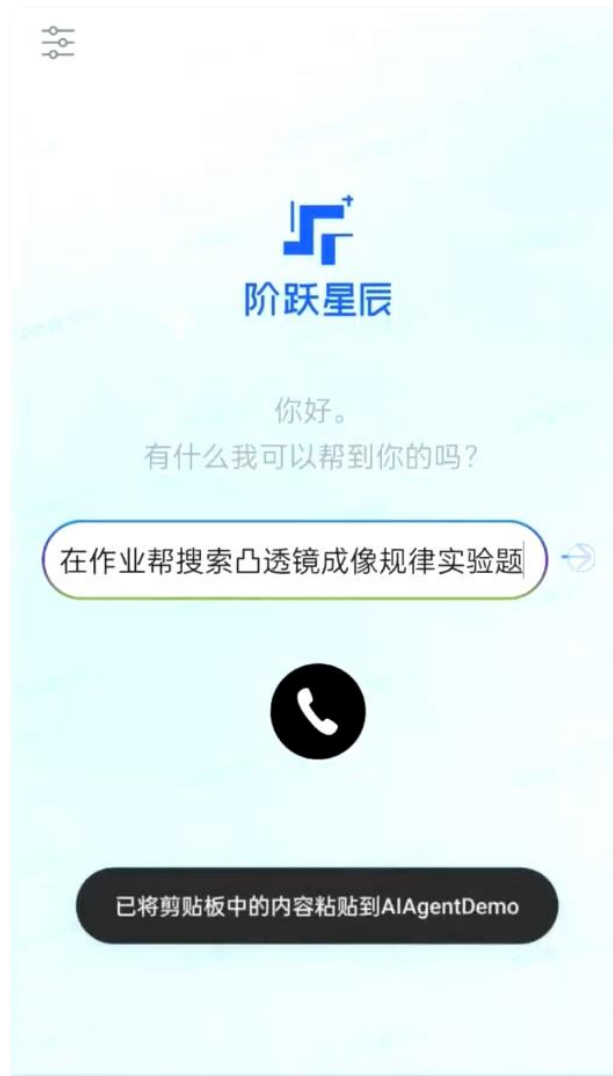 阶跃星辰
你好。
有什么我可以帮到你的吗?
在作业帮搜索凸透镜成像规律实验题
已将剪贴板中的内容粘贴到AIAgentDemo